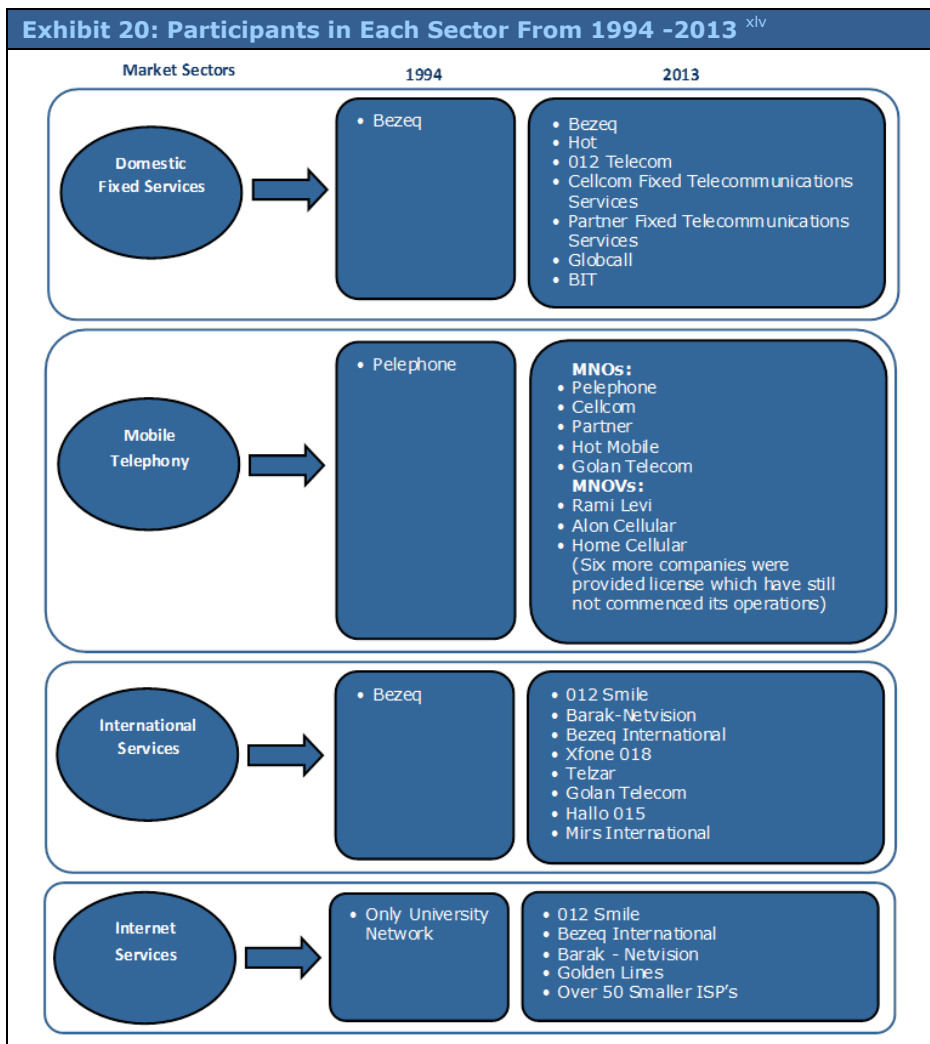 Exhibit 20: Participants in Each Sector From 1994 -2013 xlv
Market Sectors
1994
2013
Domestic
Fixed Services
• Bezeq
• Bezeq
• Hot
• 012 Telecom
• Cellcom Fixed Telecommunications
Services
• Partner Fixed Telecommunications
Services
• Globcall
• BIT
Mobile
Telephony
• Pelephone
MNOs:
• Pelephone
• Cellcom
• Partner
• Hot Mobile
• Golan Telecom
MNOVs:
• Rami Levi
• Alon Cellular
• Home Cellular
(Six more companies were
provided license which have still
not commenced its operations)
International
Services
• Bezeq
• 012 Smile
• Barak-Netvision
• Bezeq International
• Xfone 018
• Telzar
• Golan Telecom
• Hallo 015
• Mirs International
Internet
Services
• Only University
Network
• 012 Smile
• Bezeq International
• Barak - Netvision
• Golden Lines
• Over 50 Smaller ISP's